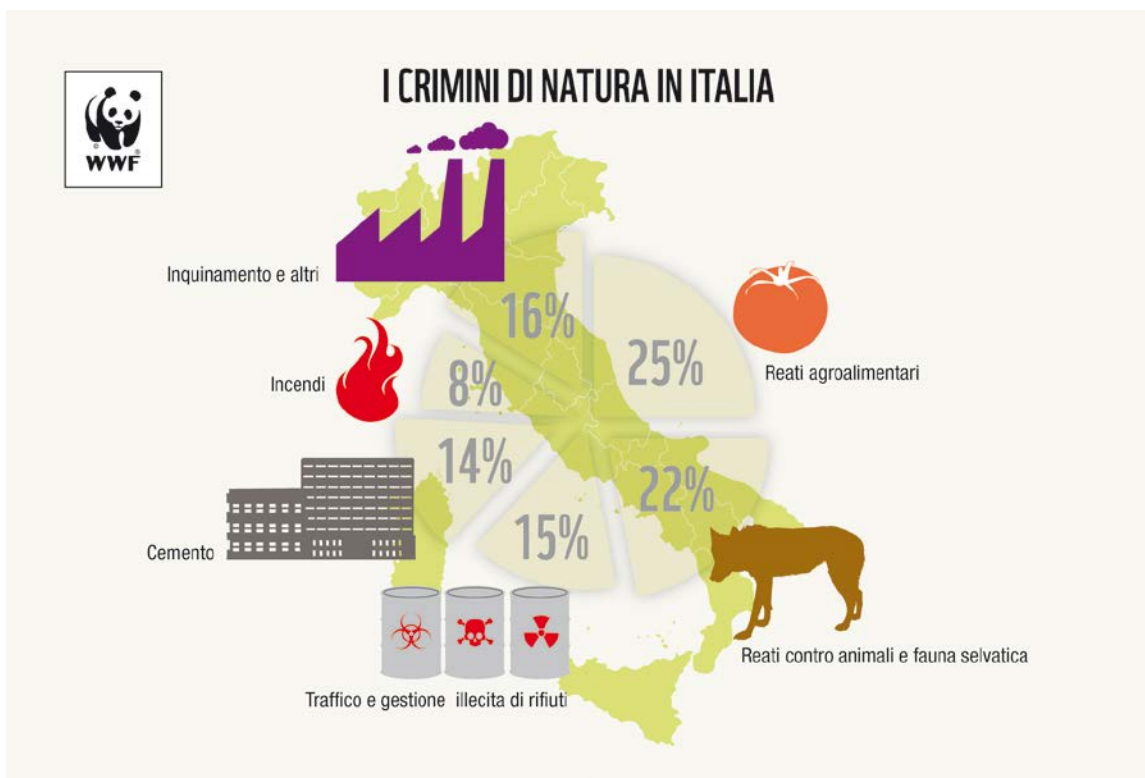 I CRIMINI DI NATURA IN ITALIA
WWF
Inquinamento e altri
16%
25%
Reati agroalimentari
Incendi
8%
14%
22%
Cemento
15%
Reati contro animali e fauna selvatica
Traffico e gestione illecita di rifiuti